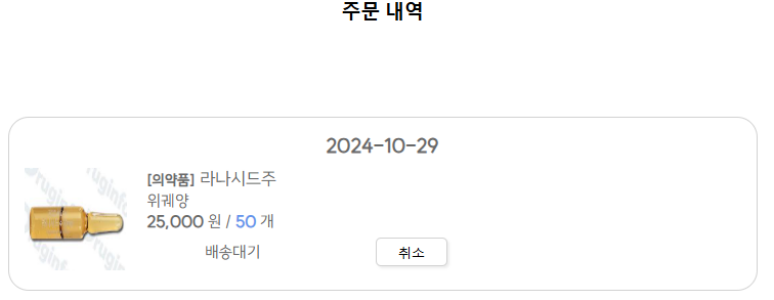 주문 내역
2024-10-29
[의약품] 라나시드주
위궤양
25,000 원 / 50 개
배송대기
취소